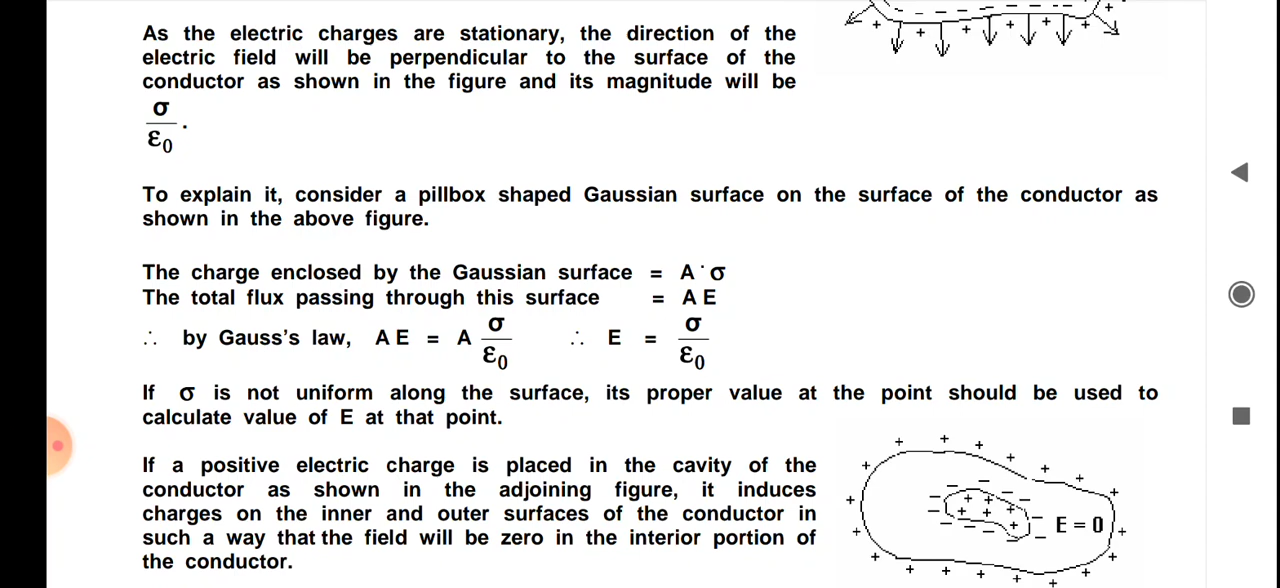 As the electric charges are stationary, the direction of the
electric field will be perpendicular to the surface of the
conductor as shown in the figure and its magnitude will be
σ
ε0 .
To explain it, consider a pillbox shaped Gaussian surface on the surface of the conductor as
shown in the above figure.
The charge enclosed by the Gaussian surface = A · σ
The total flux passing through this surface = A E
∴ by Gauss's law, A E = A σ/ε0 ∴ E = σ/ε0
If σ is not uniform along the surface, its proper value at the point should be used to
calculate value of E at that point.
If a positive electric charge is placed in the cavity of the
conductor as shown in the adjoining figure, it induces
charges on the inner and outer surfaces of the conductor in
such a way that the field will be zero in the interior portion of
the conductor.
E = 0